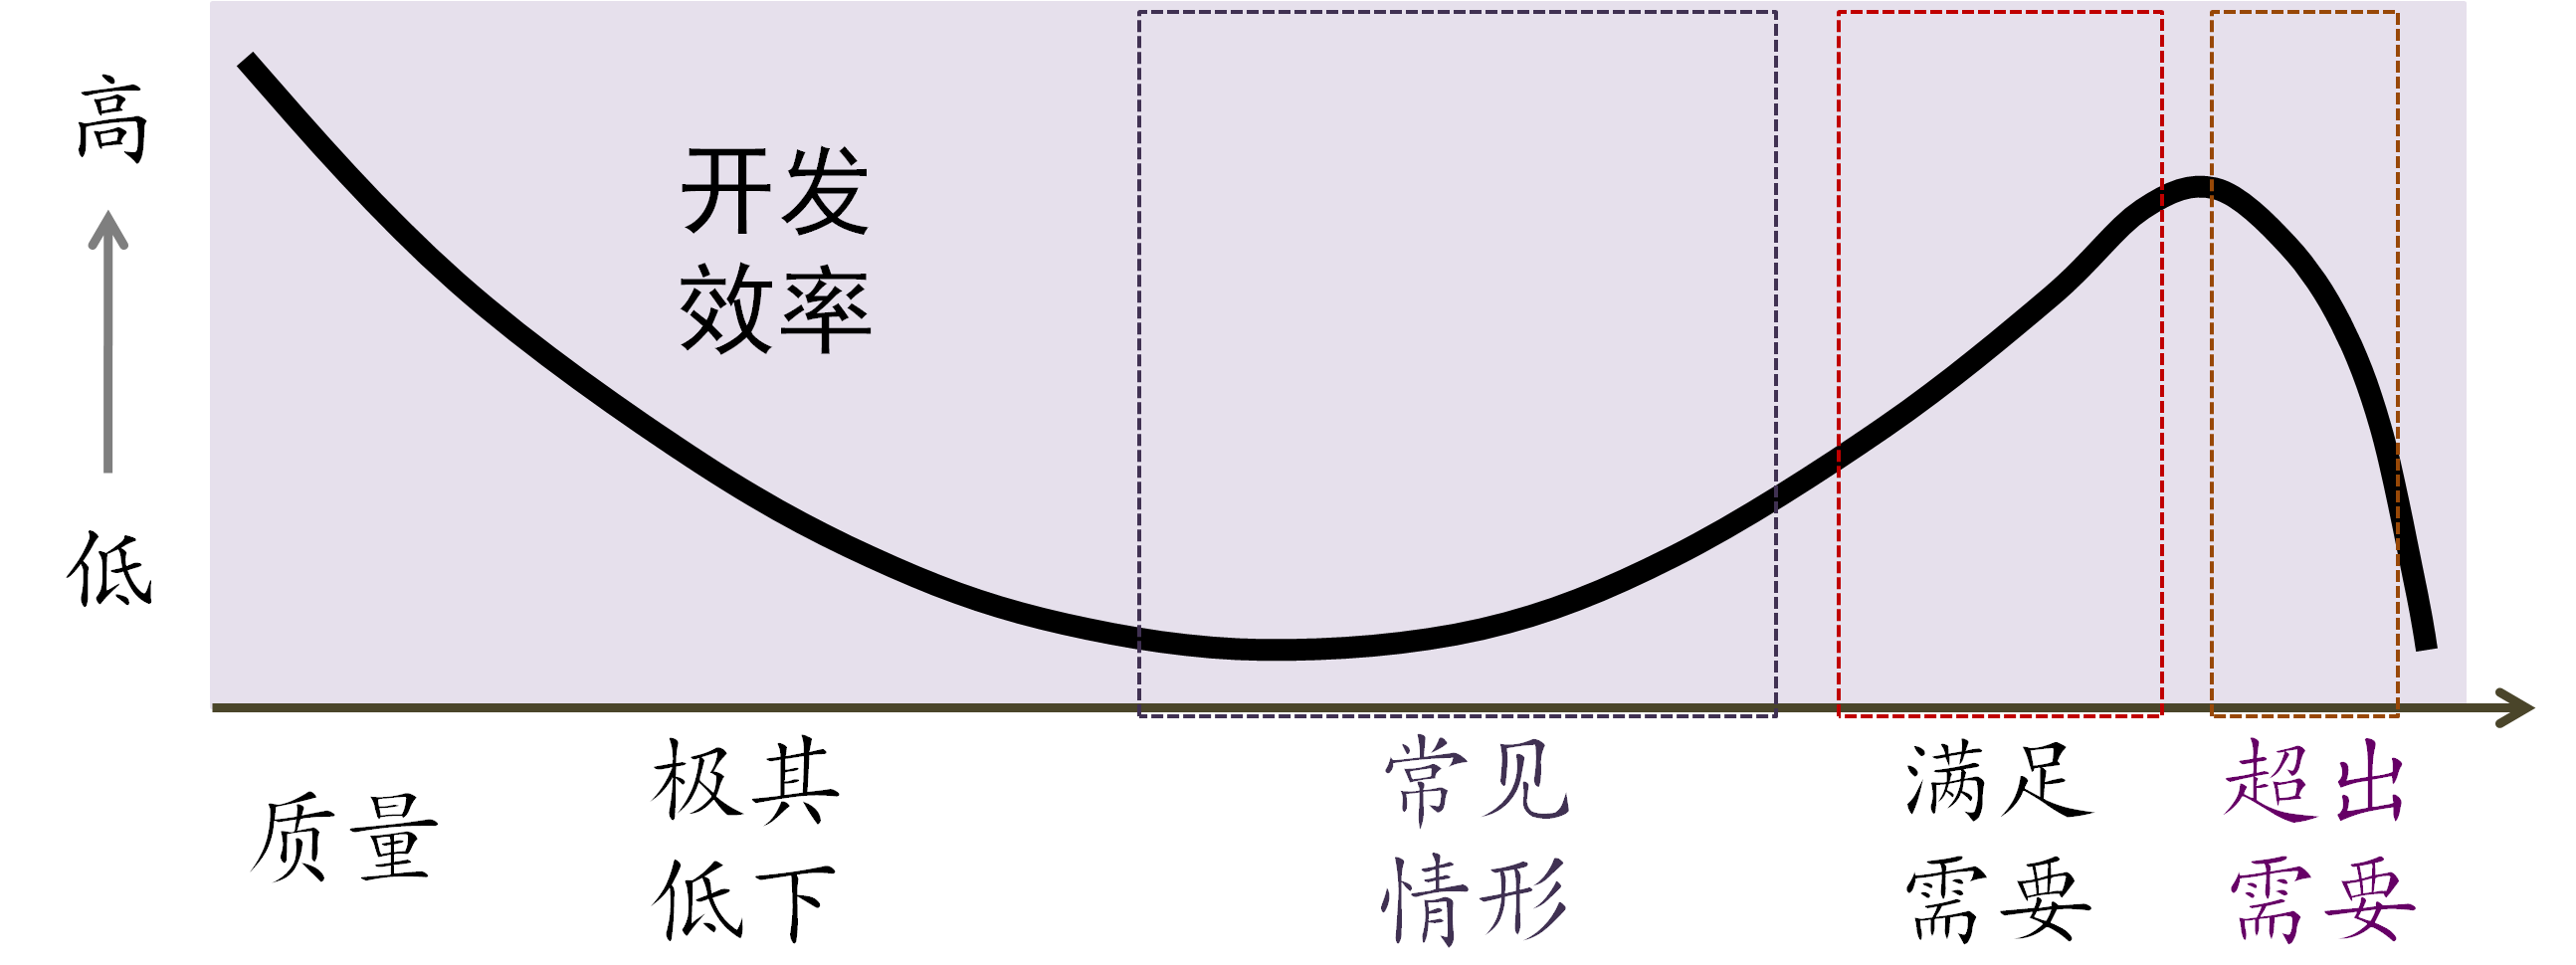 高
开发
效率
低
质量
极其
低下
常见
情形
满足
需要
超出
需要